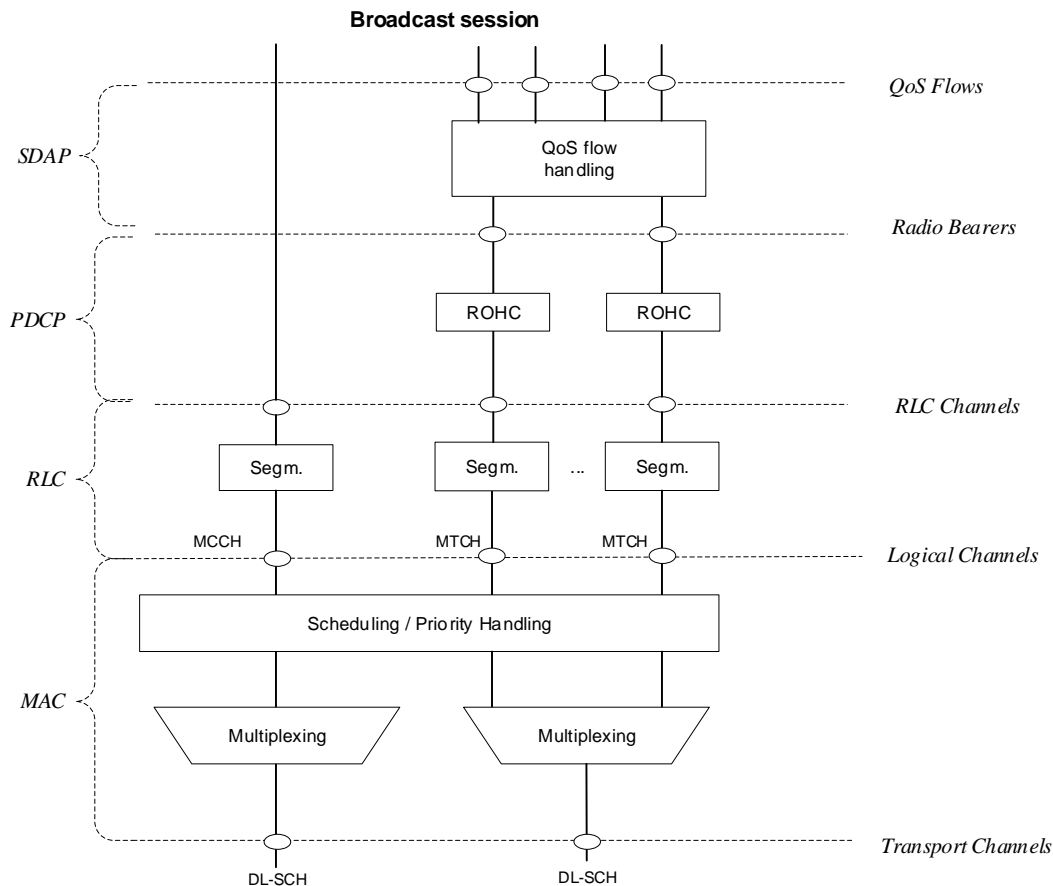 Broadcast session
QoS Flows
SDAP
QoS flow
handling
Radio Bearers
PDCP
ROHC
ROHC
RLC Channels
RLC
Segm.
Segm.
...
Segm.
MCCH
MTCH
MTCH
Logical Channels
Scheduling / Priority Handling
MAC
Multiplexing
Multiplexing
Transport Channels
DL-SCH
DL-SCH